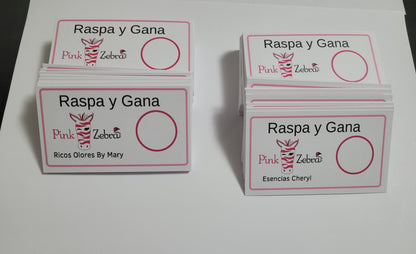 Raspa y Gana
Pink Zebra
Raspa y Gana
Pink Zebra
Ricos Olores By Mary
Raspa y Gana
Pink Zebra
Raspa y Gana
Pink Zebra
Esencias Cheryl